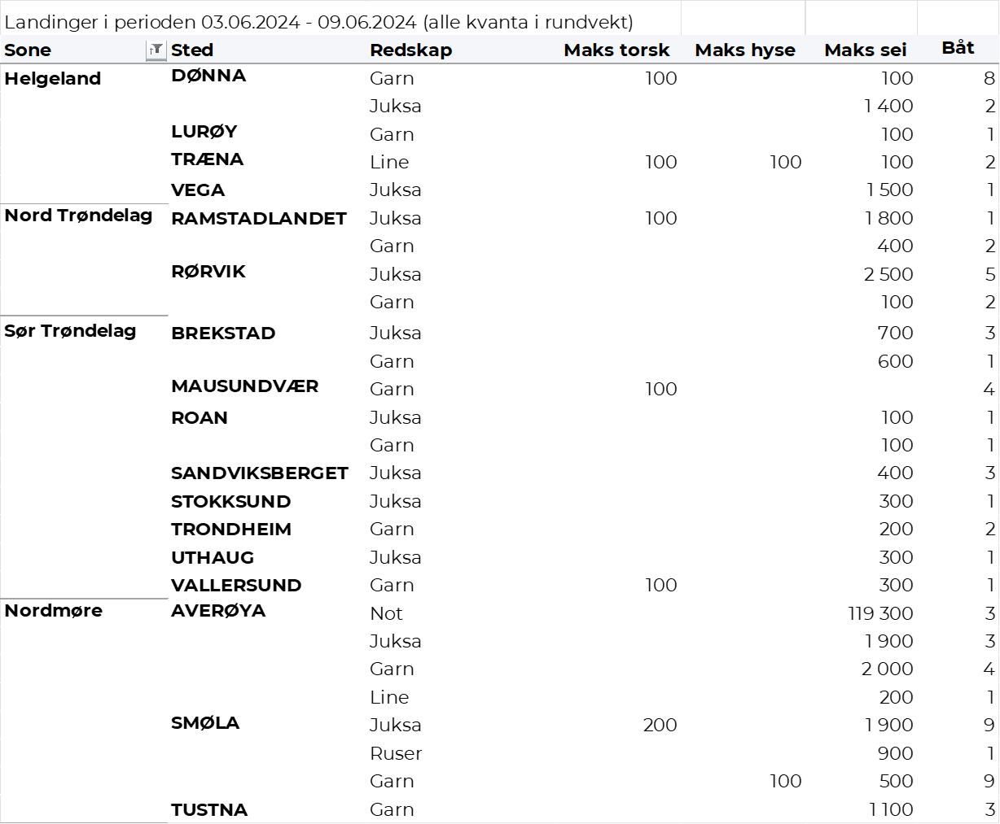 Landinger i perioden 03.06.2024 - 09.06.2024 (alle kvanta i rundvekt)
Sone Sted Redskap Maks torsk Maks hyse Maks sei Båt
Helgeland DØNNA Garn 100 100 8
Juksa 1 400 2
LURØY Garn 100 1
TRÆNA Line 100 100 100 2
VEGA Juksa 1 500 1
Nord Trøndelag RAMSTADLANDET Juksa 100 1 800 1
Garn 400 2
RØRVIK Juksa 2 500 5
Garn 100 2
Sør Trøndelag BREKSTAD Juksa 700 3
Garn 600 1
MAUSUNDVÆR Garn 100 4
ROAN Juksa 100 1
Garn 100 1
SANDVIKSBERGET Juksa 400 3
STOKKSUND Juksa 300 1
TRONDHEIM Garn 200 2
UTHAUG Juksa 300 1
VALLERSUND Garn 100 300 1
Nordmøre AVERØYA Not 119 300 3
Juksa 1 900 3
Garn 2 000 4
Line 200 1
SMØLA Juksa 200 1 900 9
Ruser 900 1
Garn 100 500 9
TUSTNA Garn 1 100 3